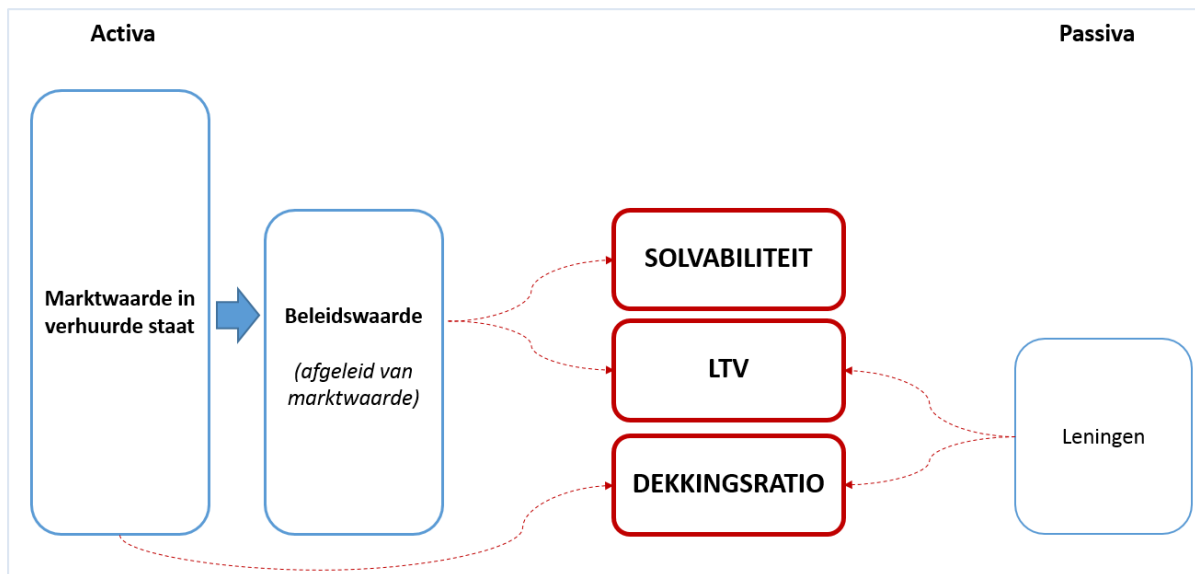 Activa
Passiva
Marktwaarde in
verhuurde staat
Beleidswaarde
(afgeleid van
marktwaarde)
SOLVABILITEIT
LTV
DEKKINGSRATIO
Leningen